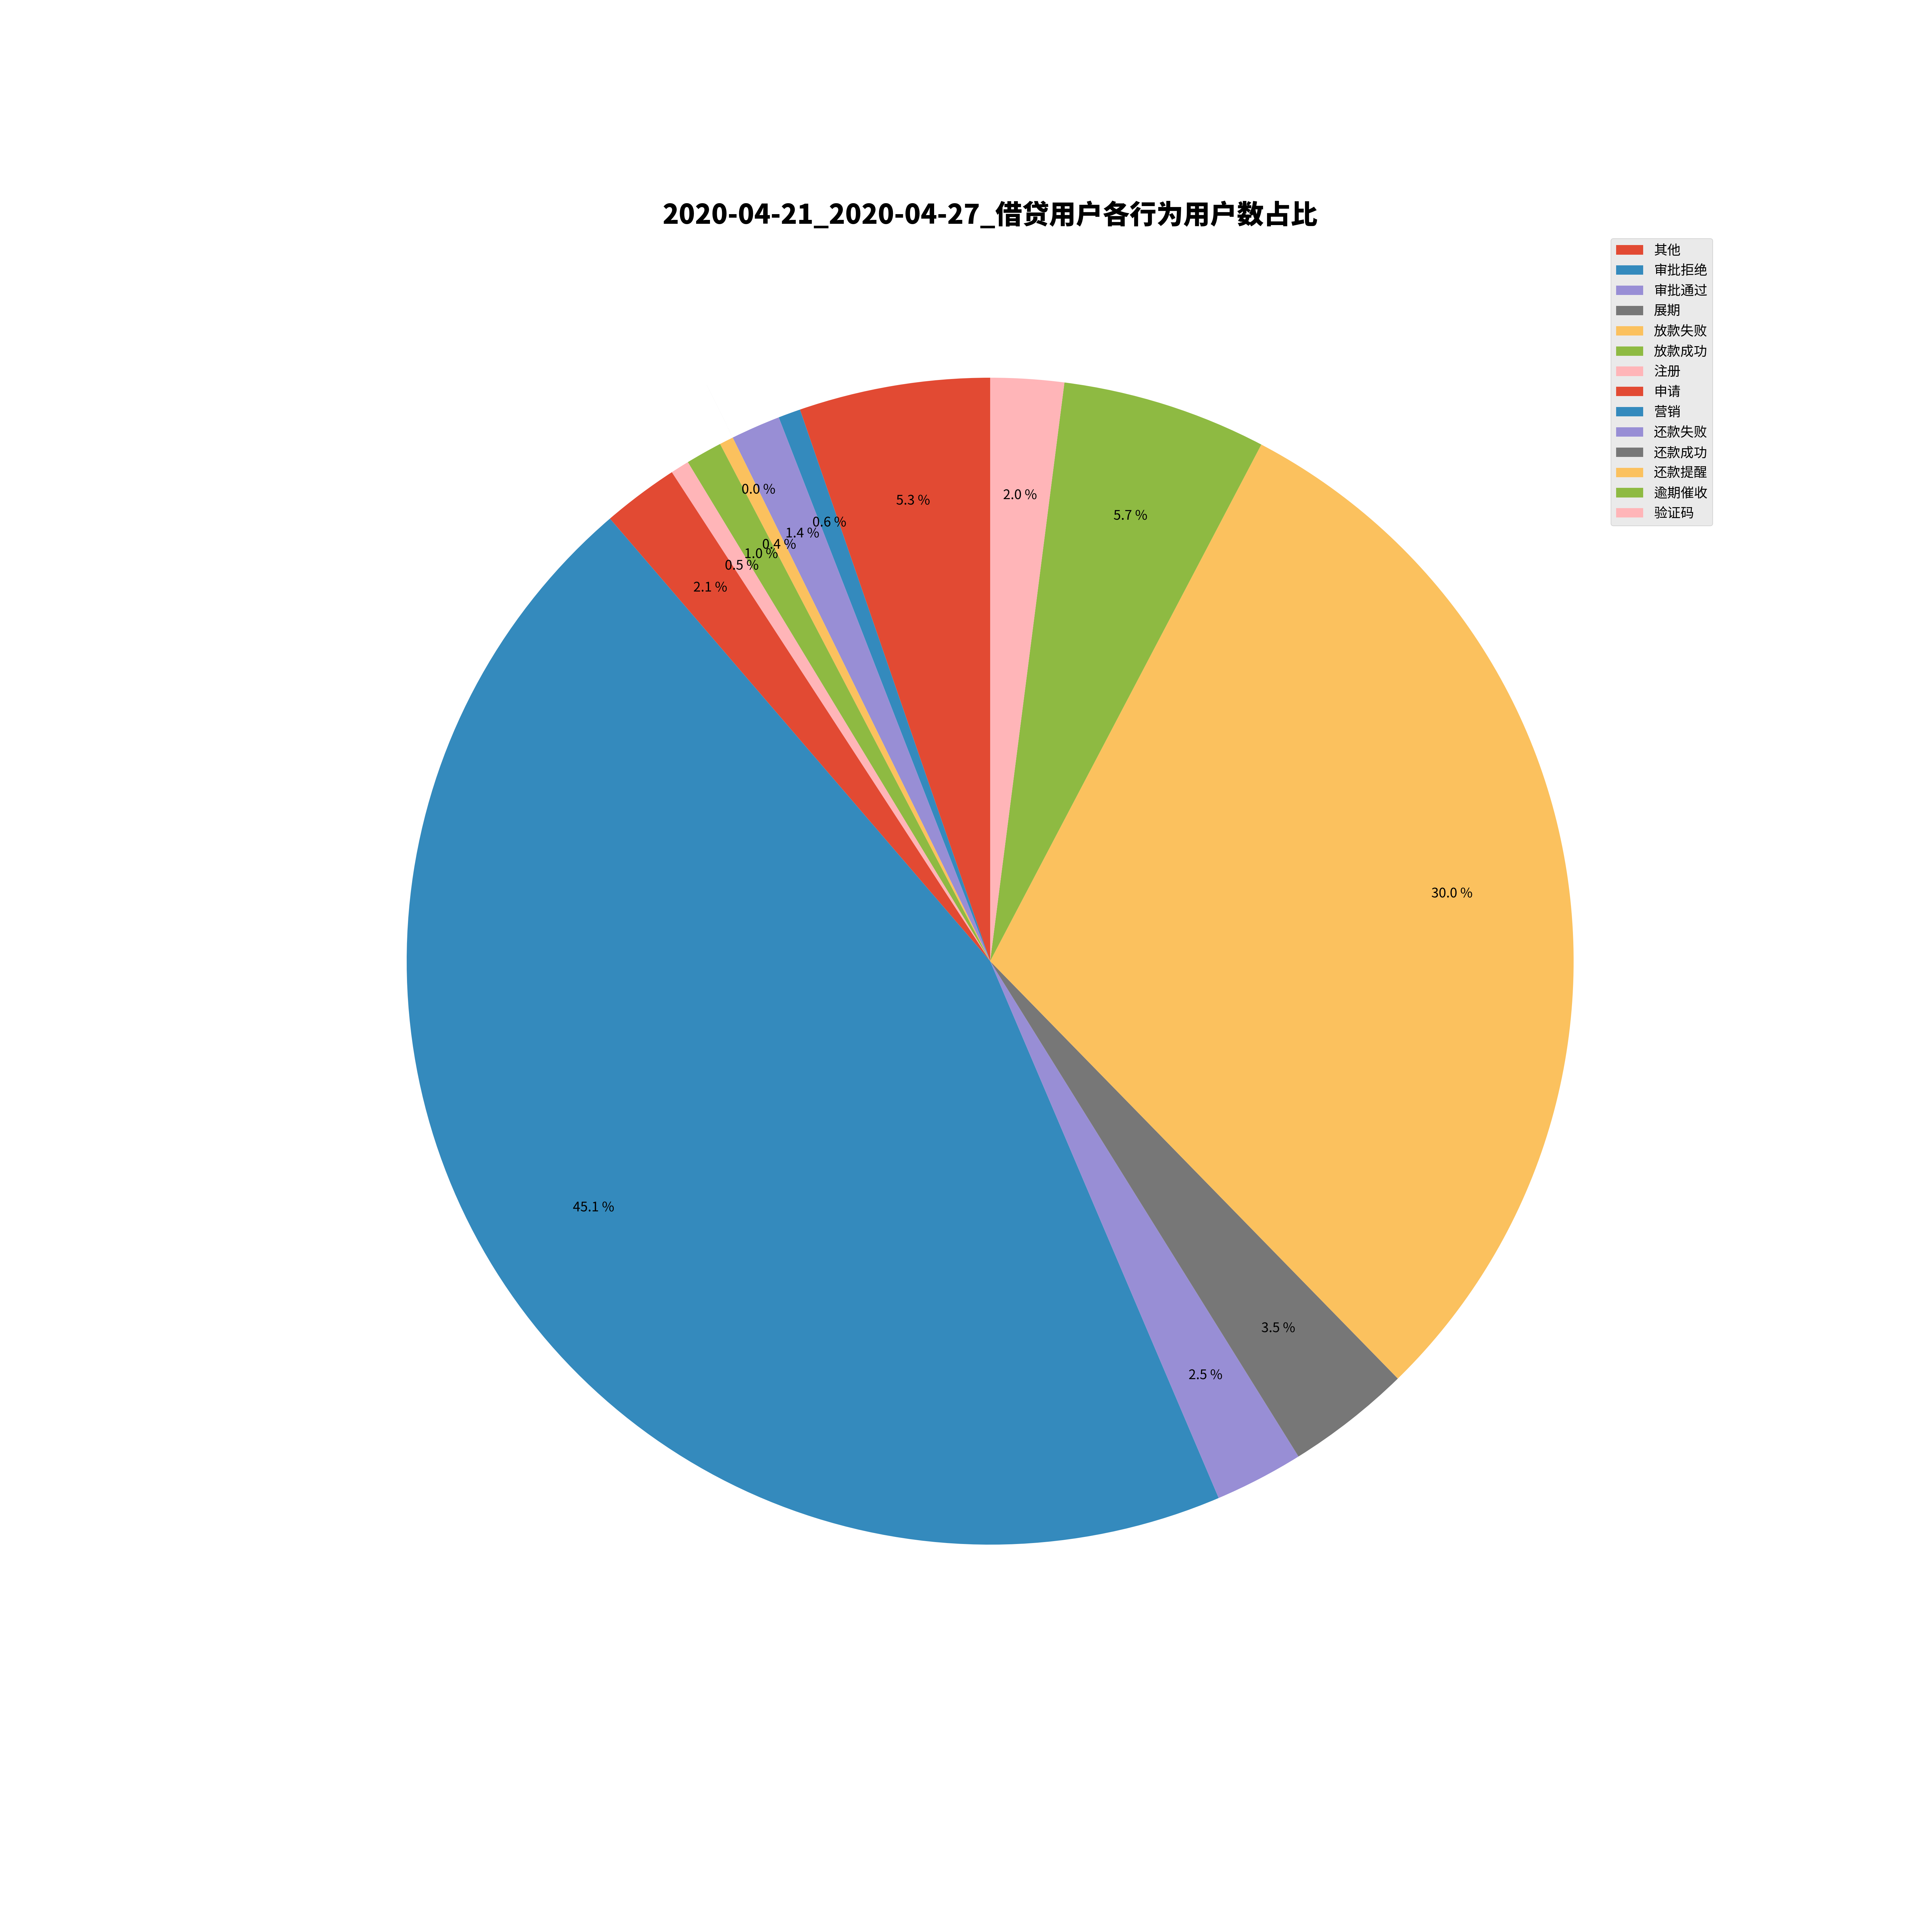 2020-04-21_2020-04-27_借贷用户各行为用户数占比
其他
审批拒绝
审批通过
展期
放款失败
放款成功
注册
申请
营销
还款失败
还款成功
还款提醒
逾期催收
验证码
5.3 %
0.6 %
1.4 %
0.0 %
0.4 %
1.0 %
0.5 %
2.1 %
45.1 %
2.5 %
3.5 %
30.0 %
5.7 %
2.0 %